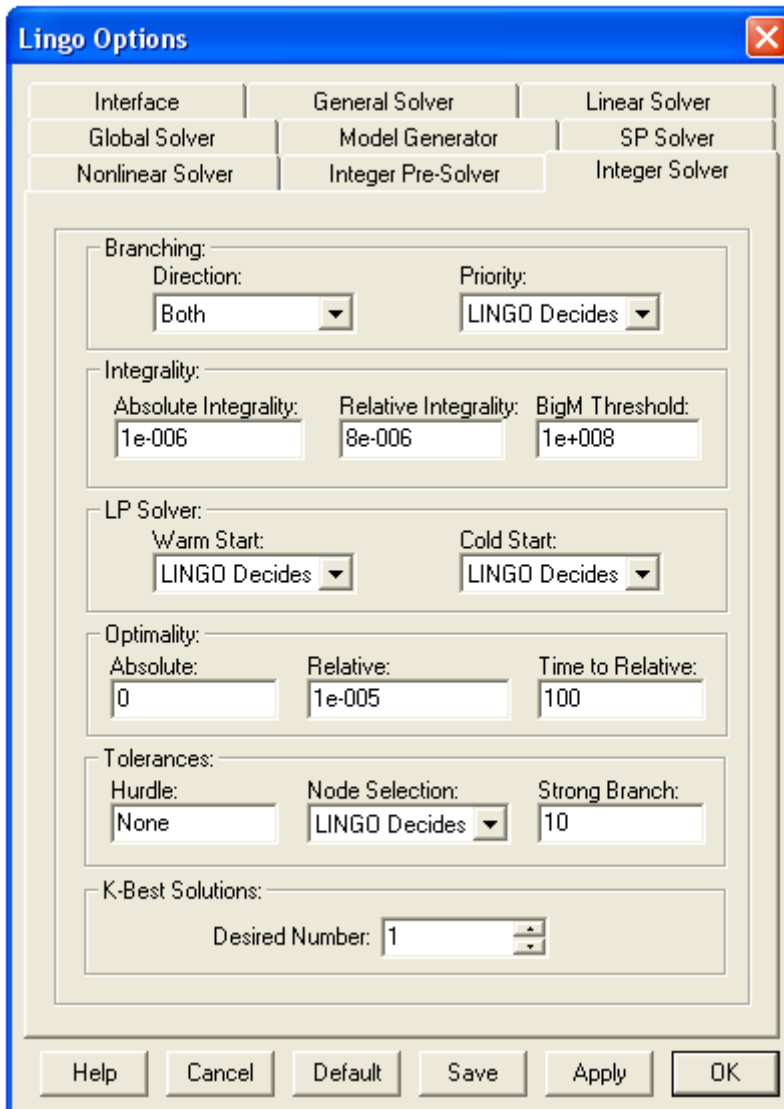 Lingo Options
Interface General Solver Linear Solver
Global Solver Model Generator SP Solver
Nonlinear Solver Integer Pre-Solver Integer Solver
Branching:
Direction: Priority:
Both LINGO Decides
Integrality:
Absolute Integrality: Relative Integrality: BigM Threshold:
1e-006 8e-006 1e+008
LP Solver:
Warm Start: Cold Start:
LINGO Decides LINGO Decides
Optimality:
Absolute: Relative: Time to Relative:
0 1e-005 100
Tolerances:
Hurdle: Node Selection: Strong Branch:
None LINGO Decides 10
K-Best Solutions:
Desired Number: 1
Help Cancel Default Save Apply OK